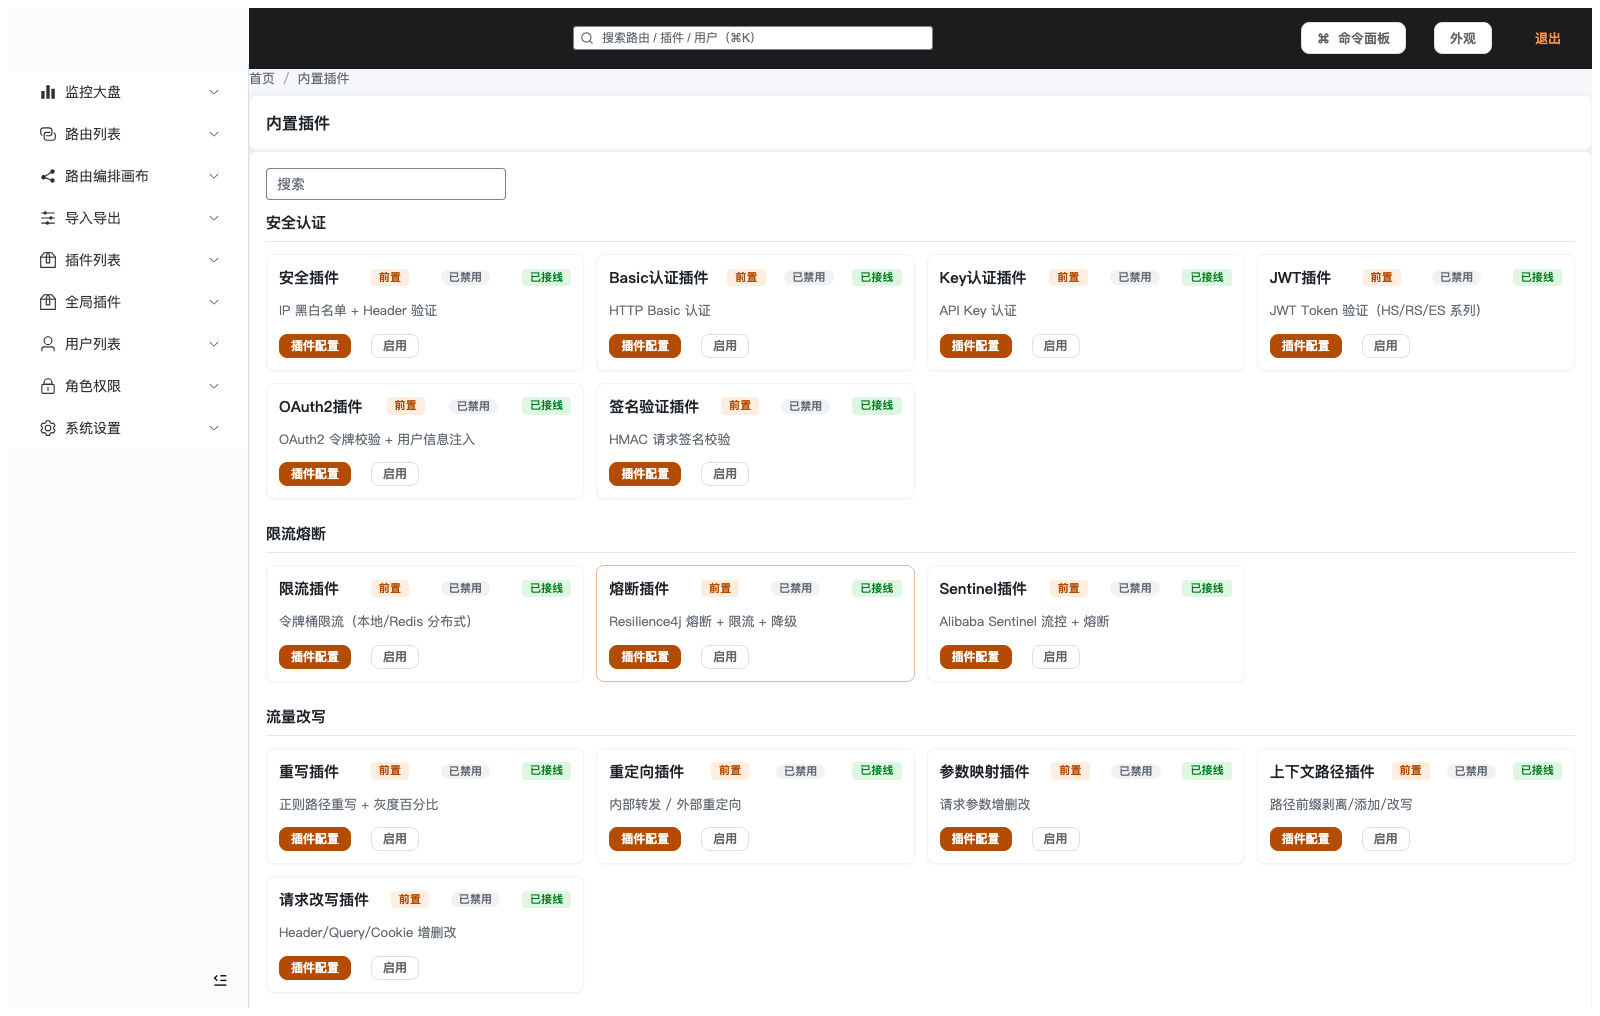 搜索路由 / 插件 / 用户（⌘K）
⌘ 命令面板
外观
退出
监控大盘
路由列表
路由编排画布
导入导出
插件列表
全局插件
用户列表
角色权限
系统设置
首页 / 内置插件
内置插件
搜索
安全认证
安全插件 前置 已禁用 已接线
IP 黑白名单 + Header 验证
插件配置 启用
Basic认证插件 前置 已禁用 已接线
HTTP Basic 认证
插件配置 启用
Key认证插件 前置 已禁用 已接线
API Key 认证
插件配置 启用
JWT插件 前置 已禁用 已接线
JWT Token 验证（HS/RS/ES 系列）
插件配置 启用
OAuth2插件 前置 已禁用 已接线
OAuth2 令牌校验 + 用户信息注入
插件配置 启用
签名验证插件 前置 已禁用 已接线
HMAC 请求签名校验
插件配置 启用
限流熔断
限流插件 前置 已禁用 已接线
令牌桶限流（本地/Redis 分布式）
插件配置 启用
熔断插件 前置 已禁用 已接线
Resilience4j 熔断 + 限流 + 降级
插件配置 启用
Sentinel插件 前置 已禁用 已接线
Alibaba Sentinel 流控 + 熔断
插件配置 启用
流量改写
重写插件 前置 已禁用 已接线
正则路径重写 + 灰度百分比
插件配置 启用
重定向插件 前置 已禁用 已接线
内部转发 / 外部重定向
插件配置 启用
参数映射插件 前置 已禁用 已接线
请求参数增删改
插件配置 启用
上下文路径插件 前置 已禁用 已接线
路径前缀剥离/添加/改写
插件配置 启用
请求改写插件 前置 已禁用 已接线
Header/Query/Cookie 增删改
插件配置 启用